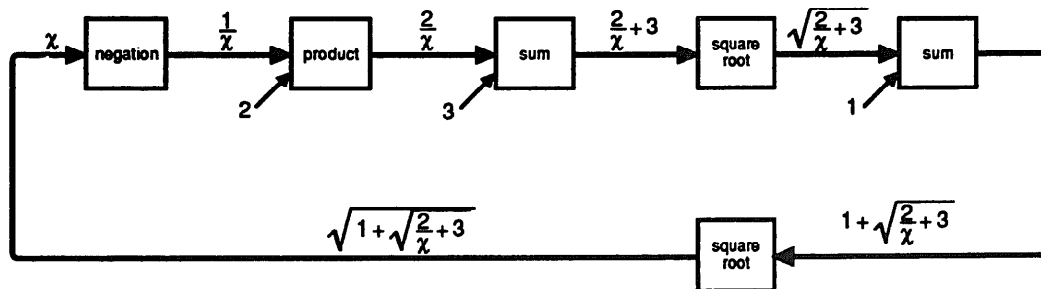 χ negation 1/χ product 2/χ sum 2/χ + 3 square root √(2/χ + 3) sum
2 3 1
√(1 + √(2/χ + 3)) square root 1 + √(2/χ + 3)